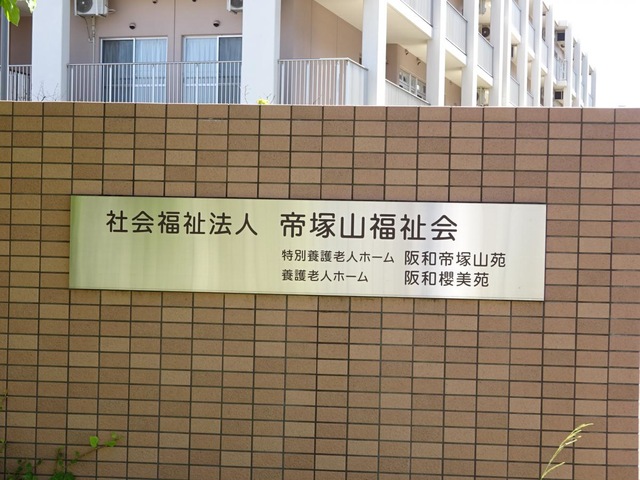 社会福祉法人 帝塚山福祉会
特別養護老人ホーム 阪和帝塚山苑
養護老人ホーム 阪和櫻美苑